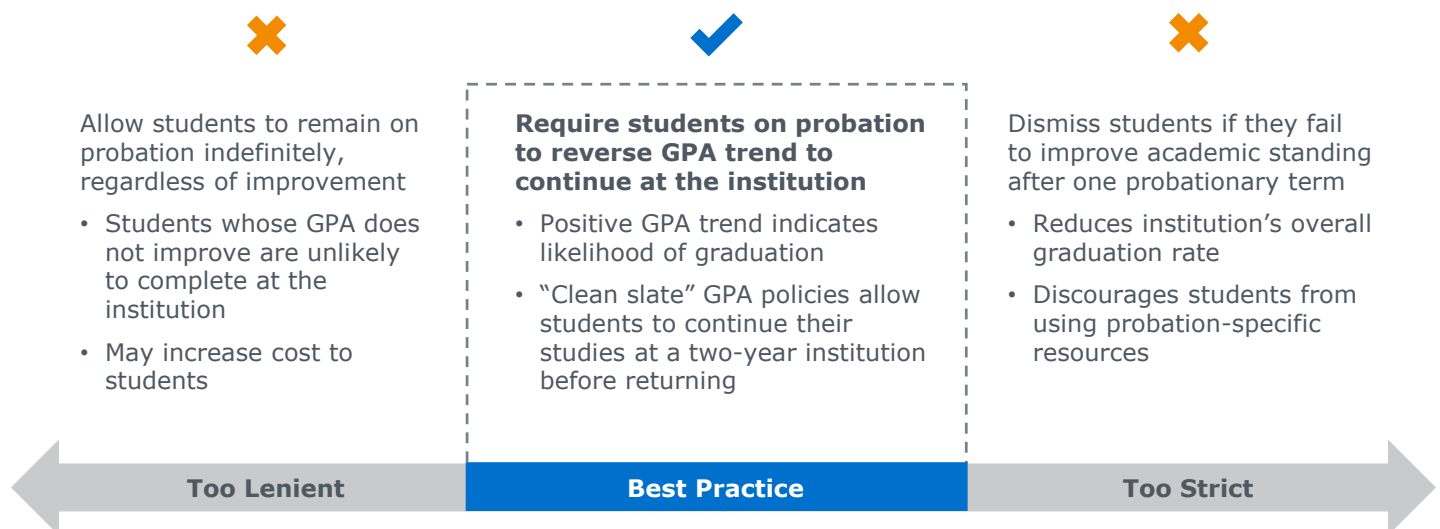 Allow students to remain on
probation indefinitely,
regardless of improvement
• Students whose GPA does
not improve are unlikely
to complete at the
institution
• May increase cost to
students
Require students on probation
to reverse GPA trend to
continue at the institution
• Positive GPA trend indicates
likelihood of graduation
• “Clean slate” GPA policies allow
students to continue their
studies at a two-year institution
before returning
Dismiss students if they fail
to improve academic standing
after one probationary term
• Reduces institution’s overall
graduation rate
• Discourages students from
using probation-specific
resources
Too Lenient
Best Practice
Too Strict